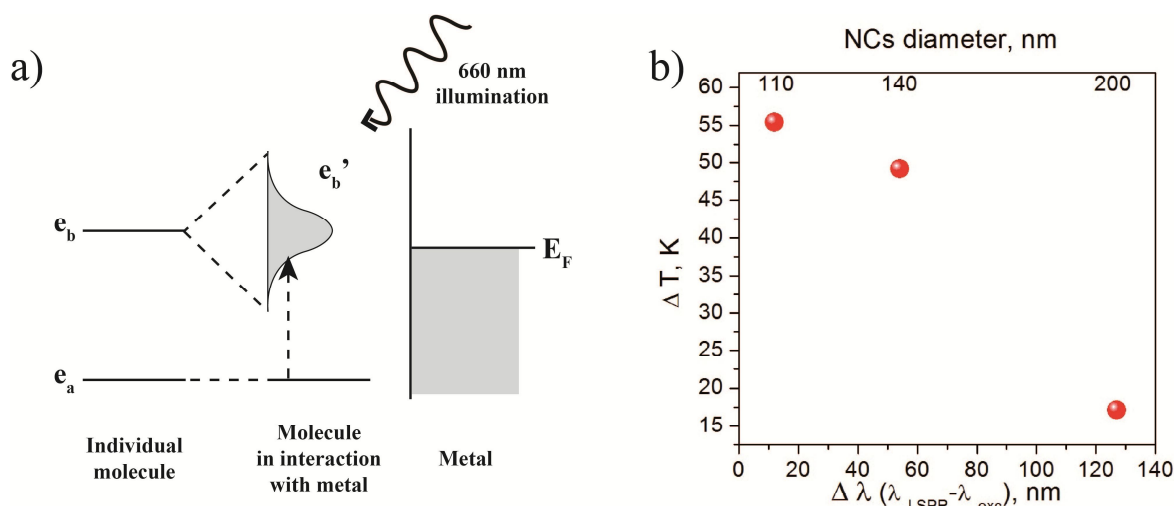 a)
660 nm
illumination
e_b
e_b’
E_F
e_a
Individual
molecule
Molecule
in interaction
with metal
Metal
b)
NCs diameter, nm
110 140 200
60
55
50
45
40
35
30
25
20
15
Δ T, K
0 20 40 60 80 100 120 140
Δ λ (λ LSPR-λ exc), nm